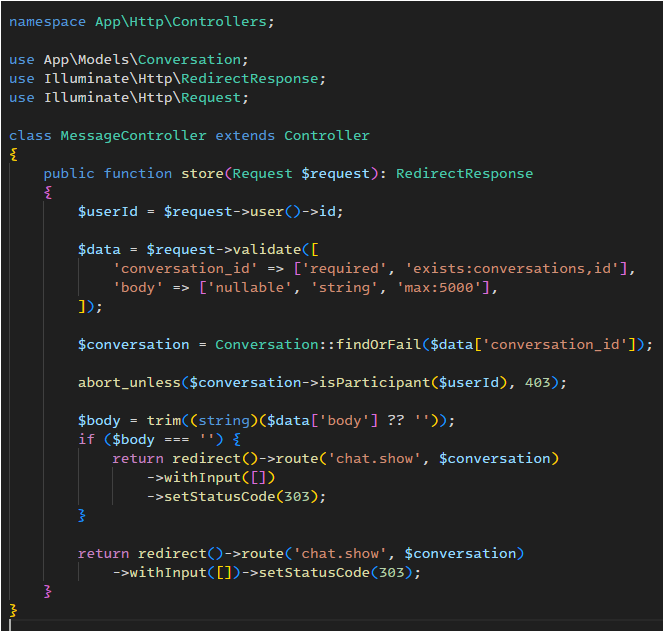 namespace App\Http\Controllers;

use App\Models\Conversation;
use Illuminate\Http\RedirectResponse;
use Illuminate\Http\Request;

class MessageController extends Controller
{
    public function store(Request $request): RedirectResponse
    {
        $userId = $request->user()->id;

        $data = $request->validate([
            'conversation_id' => ['required', 'exists:conversations,id'],
            'body' => ['nullable', 'string', 'max:5000'],
        ]);

        $conversation = Conversation::findOrFail($data['conversation_id']);

        abort_unless($conversation->isParticipant($userId), 403);

        $body = trim((string)($data['body'] ?? ''));
        if ($body === '') {
            return redirect()->route('chat.show', $conversation)
                ->withInput([])
                ->setStatusCode(303);
        }

        return redirect()->route('chat.show', $conversation)
            ->withInput([])->setStatusCode(303);
    }
}